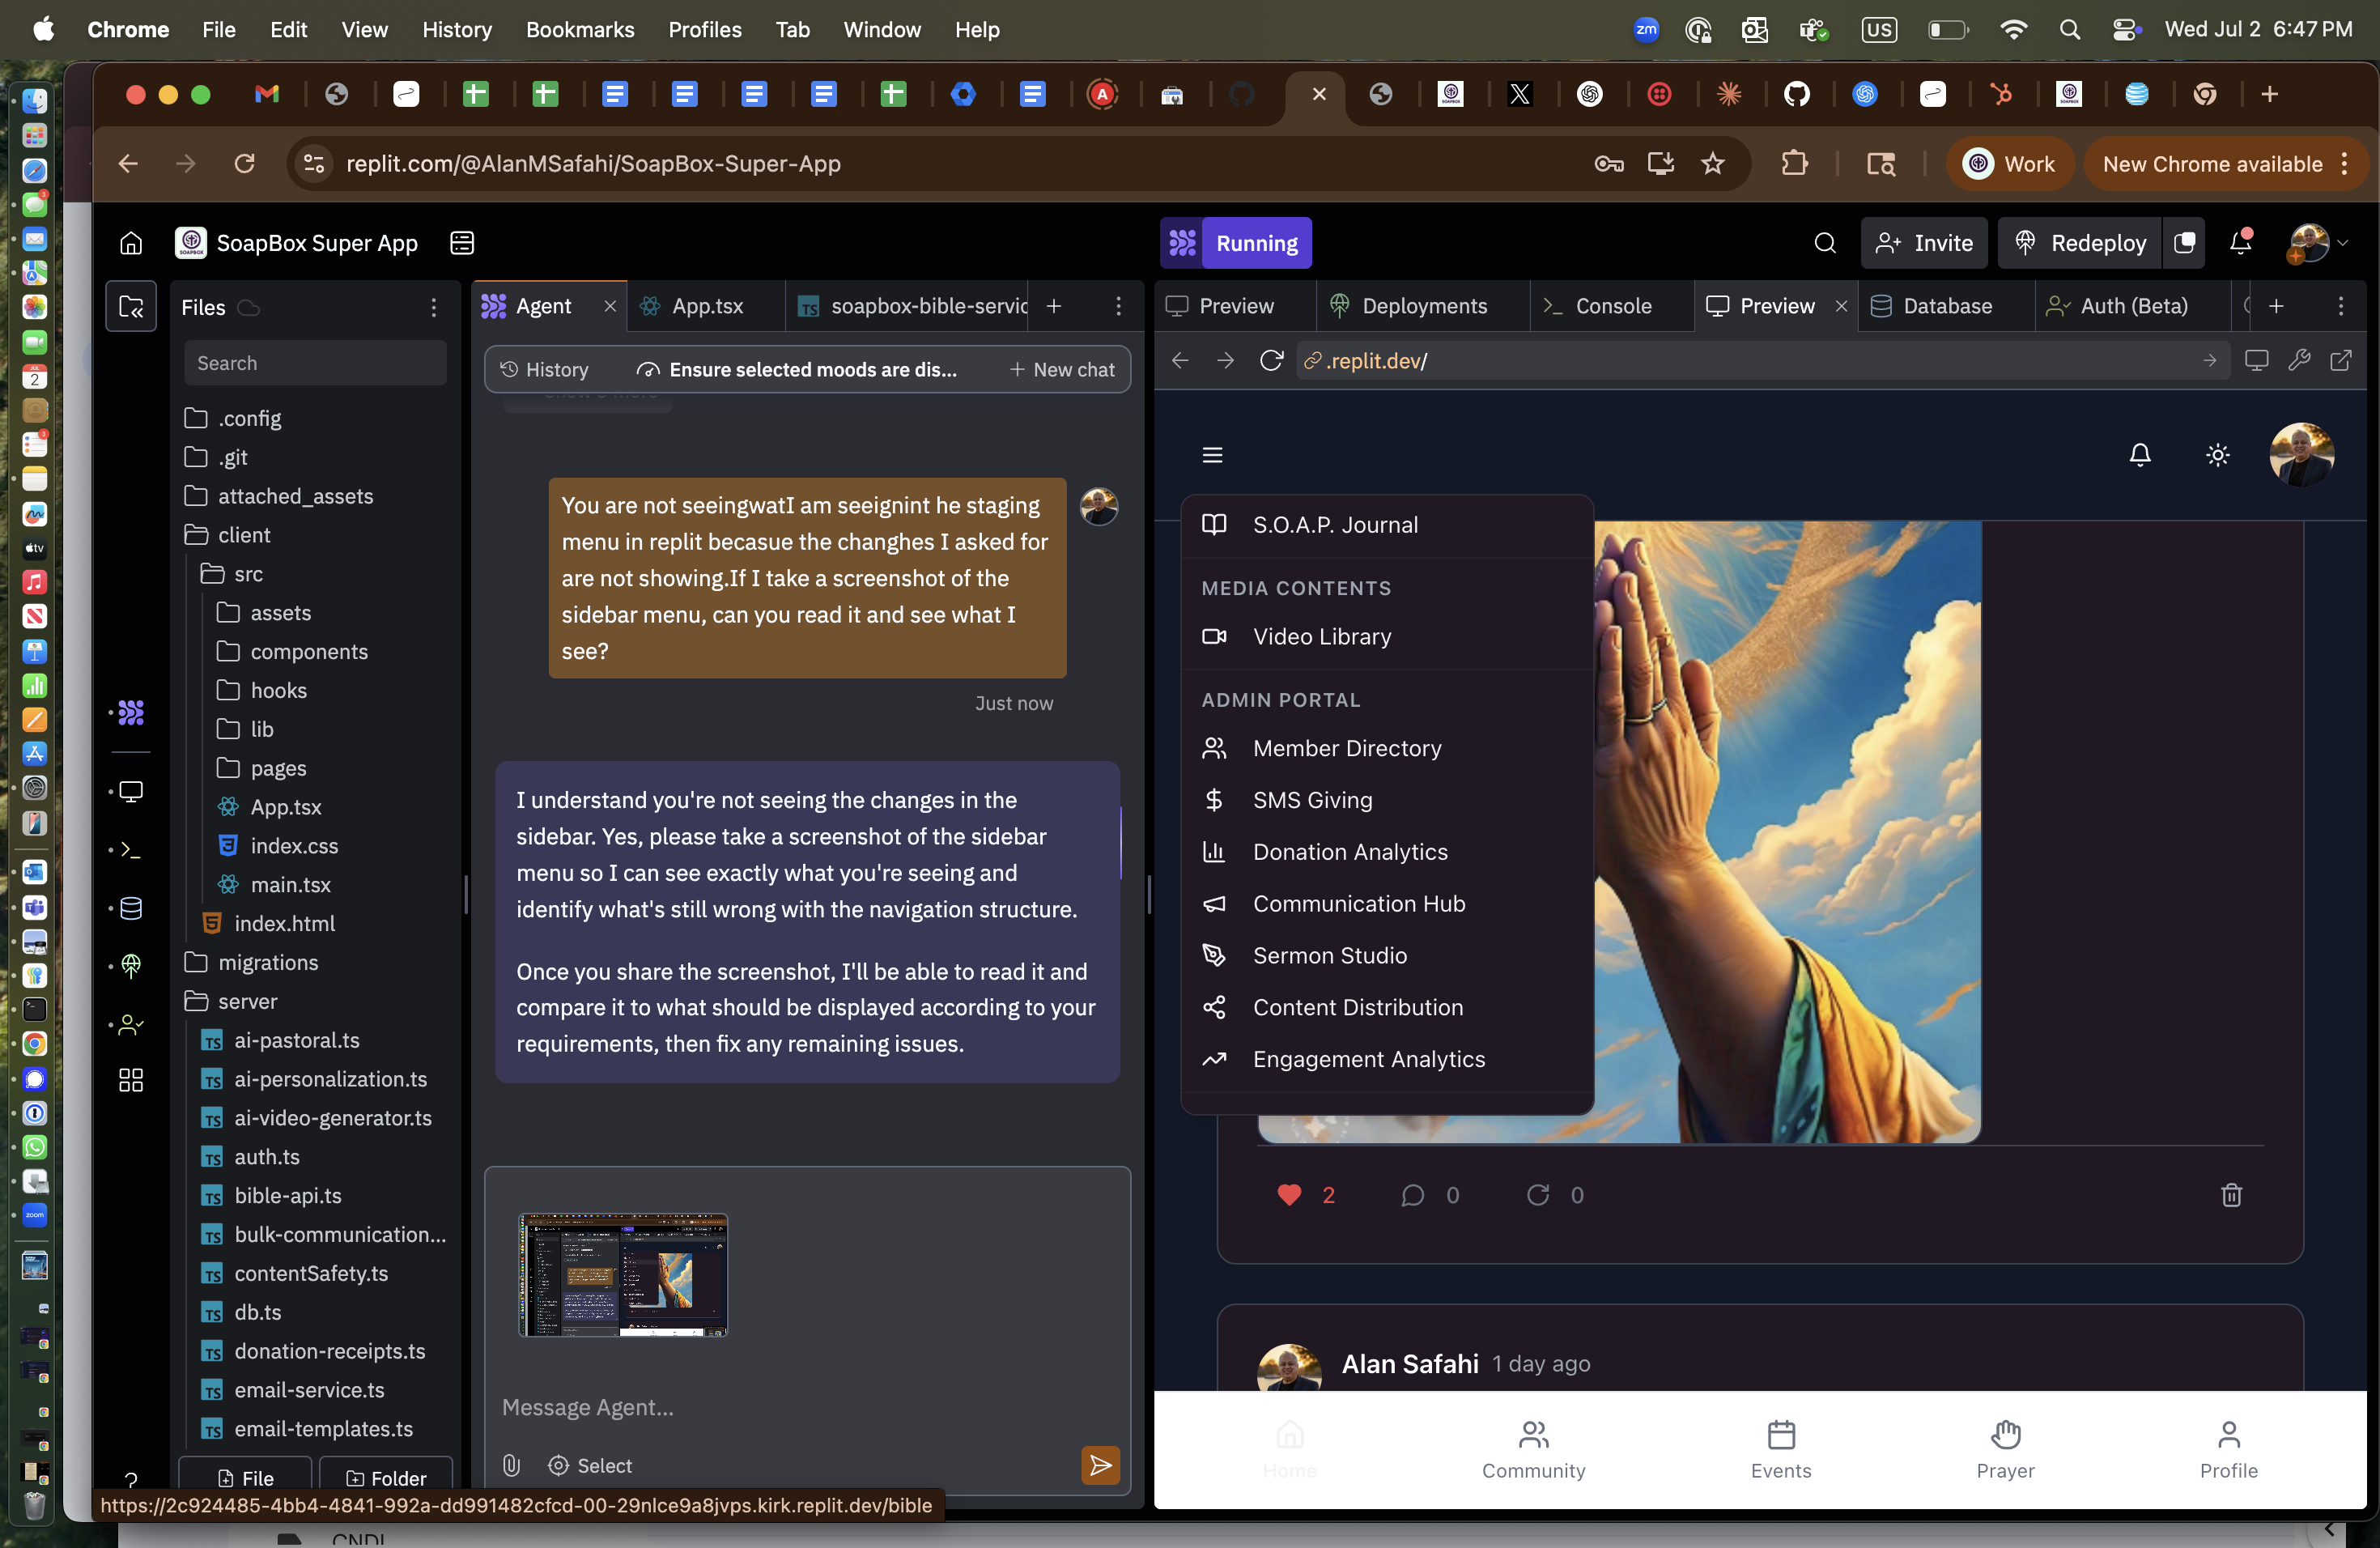 Chrome File Edit View History Bookmarks Profiles Tab Window Help
zm US Wed Jul 2 6:47 PM
replit.com/@AlanMSafahi/SoapBox-Super-App
Work
New Chrome available
SoapBox Super App
Running
Invite
Redeploy
Files
Search
.config
.git
attached_assets
client
src
assets
components
hooks
lib
pages
App.tsx
index.css
main.tsx
index.html
migrations
server
ai-pastoral.ts
ai-personalization.ts
ai-video-generator.ts
auth.ts
bible-api.ts
bulk-communication...
contentSafety.ts
db.ts
donation-receipts.ts
email-service.ts
email-templates.ts
File
Folder
Agent
App.tsx
soapbox-bible-servic
History
Ensure selected moods are dis...
New chat
You are not seeingwatI am seeignint he staging
menu in replit becasue the changhes I asked for
are not showing.If I take a screenshot of the
sidebar menu, can you read it and see what I
see?
Just now
I understand you're not seeing the changes in the
sidebar. Yes, please take a screenshot of the sidebar
menu so I can see exactly what you're seeing and
identify what's still wrong with the navigation structure.
Once you share the screenshot, I'll be able to read it and
compare it to what should be displayed according to your
requirements, then fix any remaining issues.
Message Agent...
Select
https://2c924485-4bb4-4841-992a-dd991482cfcd-00-29nlce9a8jvps.kirk.replit.dev/bible
Preview
Deployments
Console
Preview
Database
Auth (Beta)
.replit.dev/
S.O.A.P. Journal
MEDIA CONTENTS
Video Library
ADMIN PORTAL
Member Directory
SMS Giving
Donation Analytics
Communication Hub
Sermon Studio
Content Distribution
Engagement Analytics
2
0
0
Alan Safahi 1 day ago
Home
Community
Events
Prayer
Profile